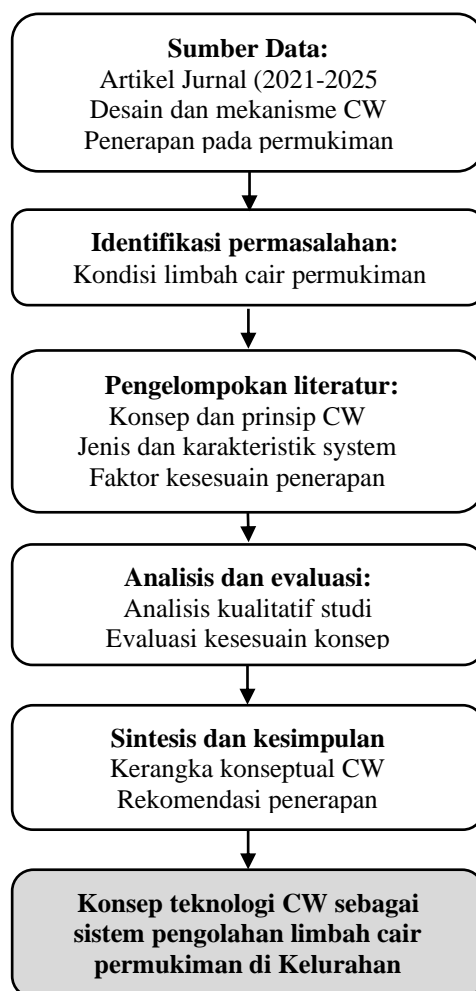 Sumber Data:
Artikel Jurnal (2021-2025
Desain dan mekanisme CW
Penerapan pada permukiman
Identifikasi permasalahan:
Kondisi limbah cair permukiman
Pengelompokan literatur:
Konsep dan prinsip CW
Jenis dan karakteristik system
Faktor kesesuain penerapan
Analisis dan evaluasi:
Analisis kualitatif studi
Evaluasi kesesuain konsep
Sintesis dan kesimpulan
Kerangka konseptual CW
Rekomendasi penerapan
Konsep teknologi CW sebagai
sistem pengolahan limbah cair
permukiman di Kelurahan